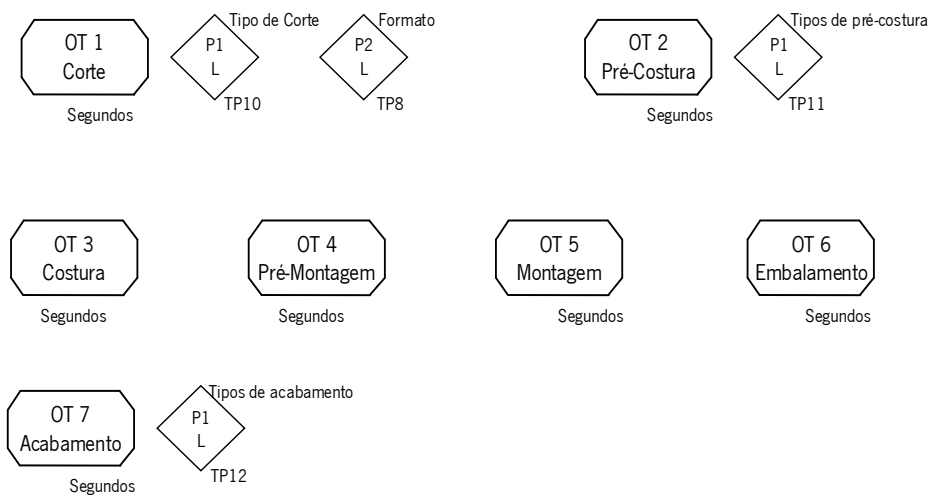 OT 1
Corte
Segundos
Tipo de Corte
P1
L
TP10
Formato
P2
L
TP8
OT 2
Pré-Costura
Segundos
Tipos de pré-costura
P1
L
TP11
OT 3
Costura
Segundos
OT 4
Pré-Montagem
Segundos
OT 5
Montagem
Segundos
OT 6
Embalamento
Segundos
OT 7
Acabamento
Segundos
Tipos de acabamento
P1
L
TP12